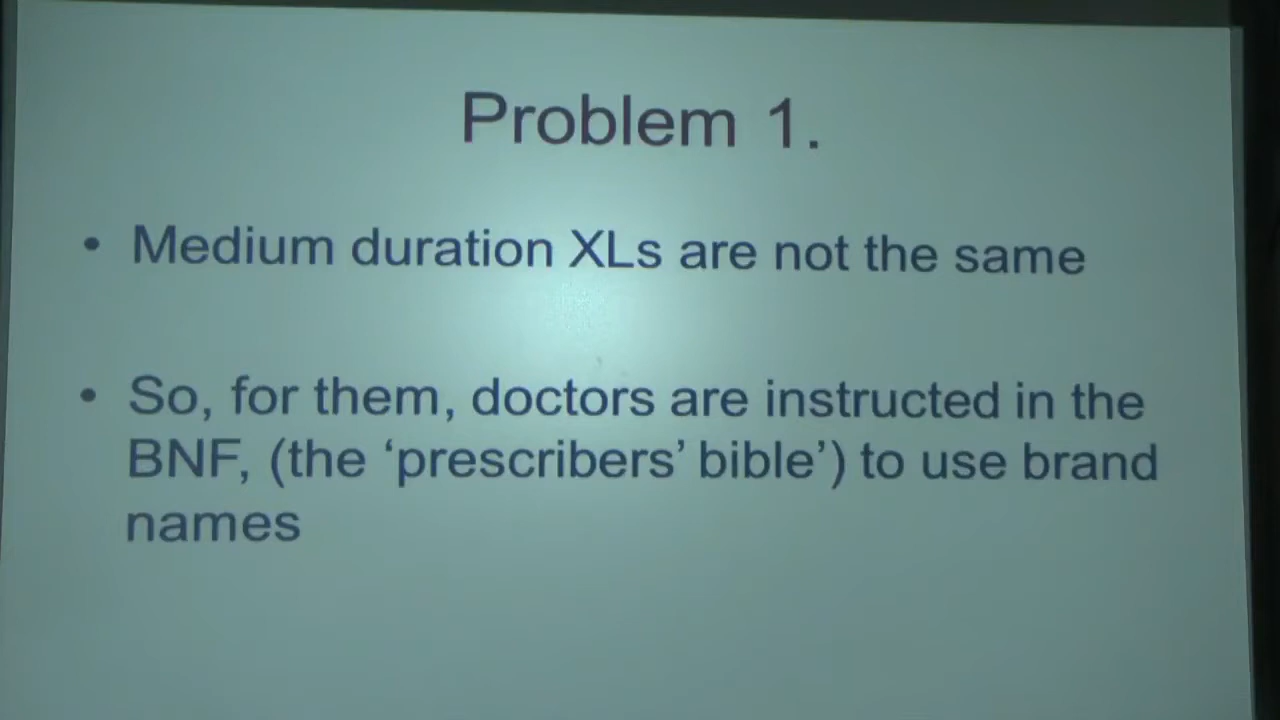 Problem 1.
• Medium duration XLs are not the same
• So, for them, doctors are instructed in the
BNF, (the ‘prescribers’ bible’) to use brand
names